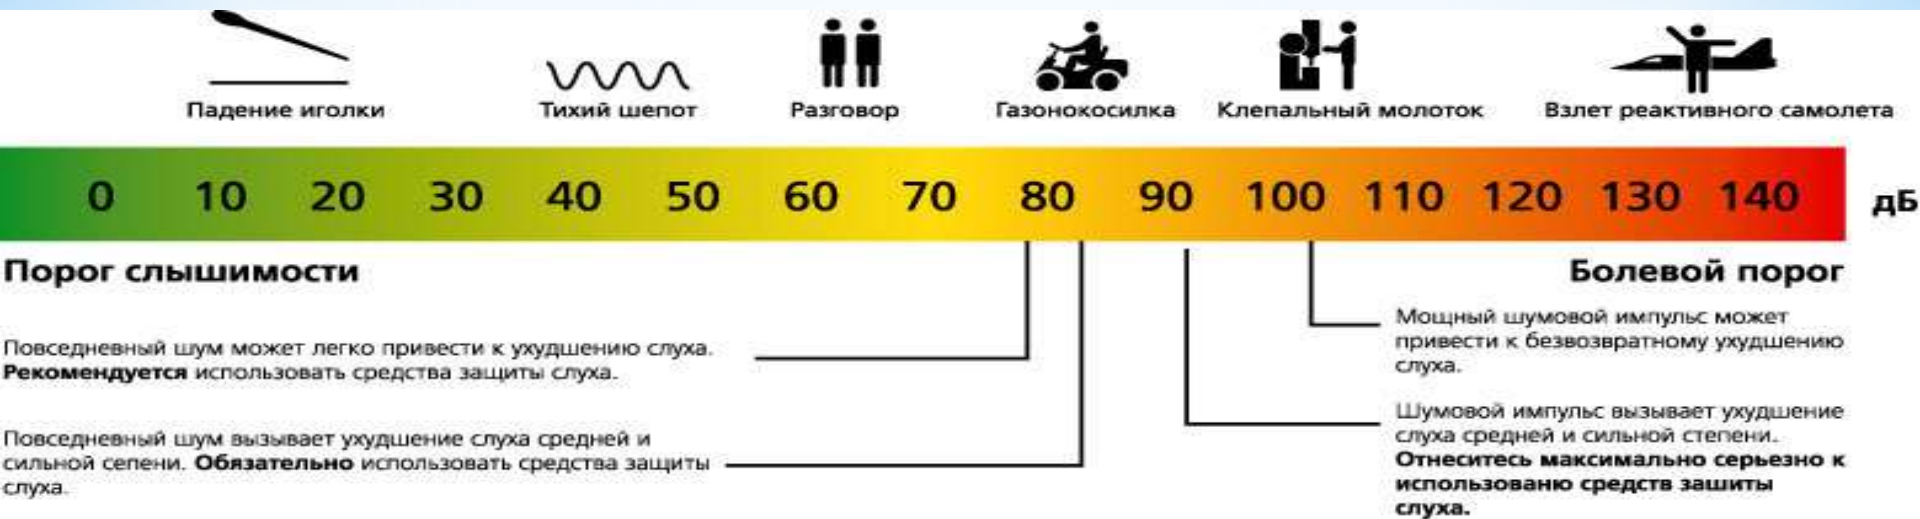 Падение иголки
Тихий шепот
Разговор
Газонокосилка
Клепальный молоток
Взлет реактивного самолета
0 10 20 30 40 50 60 70 80 90 100 110 120 130 140 дБ
Порог слышимости
Болевой порог
Повседневный шум может легко привести к ухудшению слуха.
Рекомендуется использовать средства защиты слуха.
Повседневный шум вызывает ухудшение слуха средней и
сильной сепени. Обязательно использовать средства защиты
слуха.
Мощный шумовой импульс может
привести к безвозвратному ухудшению
слуха.
Шумовой импульс вызывает ухудшение
слуха средней и сильной степени.
Отнеситесь максимально серьезно к
использованю средств зашиты
слуха.